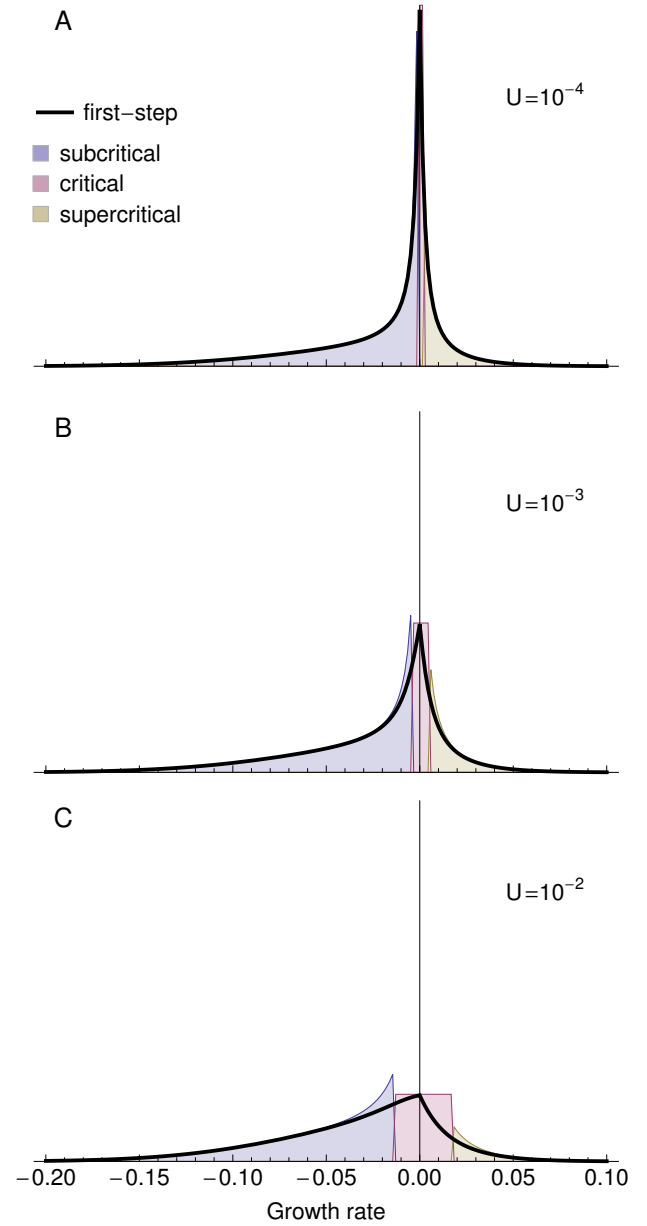 A
U=10⁻⁴
first−step
subcritical
critical
supercritical
B
U=10⁻³
C
U=10⁻²
−0.20 −0.15 −0.10 −0.05 0.00 0.05 0.10
Growth rate